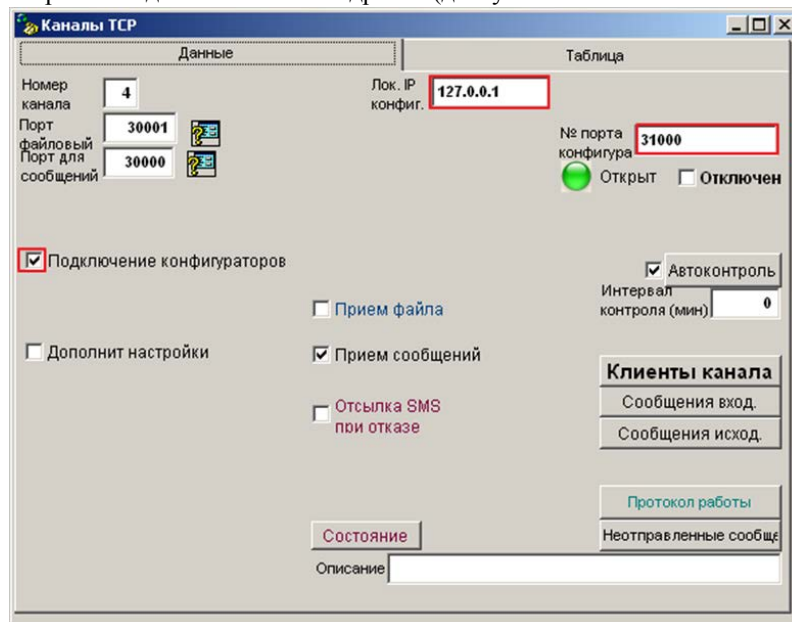 Каналы TCP
Данные
Таблица
Номер канала
4
Лок. IP конфиг.
127.0.0.1
Порт файловый
30001
№ порта конфигура
31000
Порт для сообщений
30000
Открыт
Отключен
Подключение конфигураторов
Автоконтроль
Интервал контроля (мин)
0
Прием файла
Дополнит настройки
Прием сообщений
Клиенты канала
Сообщения вход.
Отсылка SMS
при отказе
Сообщения исход.
Протокол работы
Состояние
Неотправленные сообще
Описание